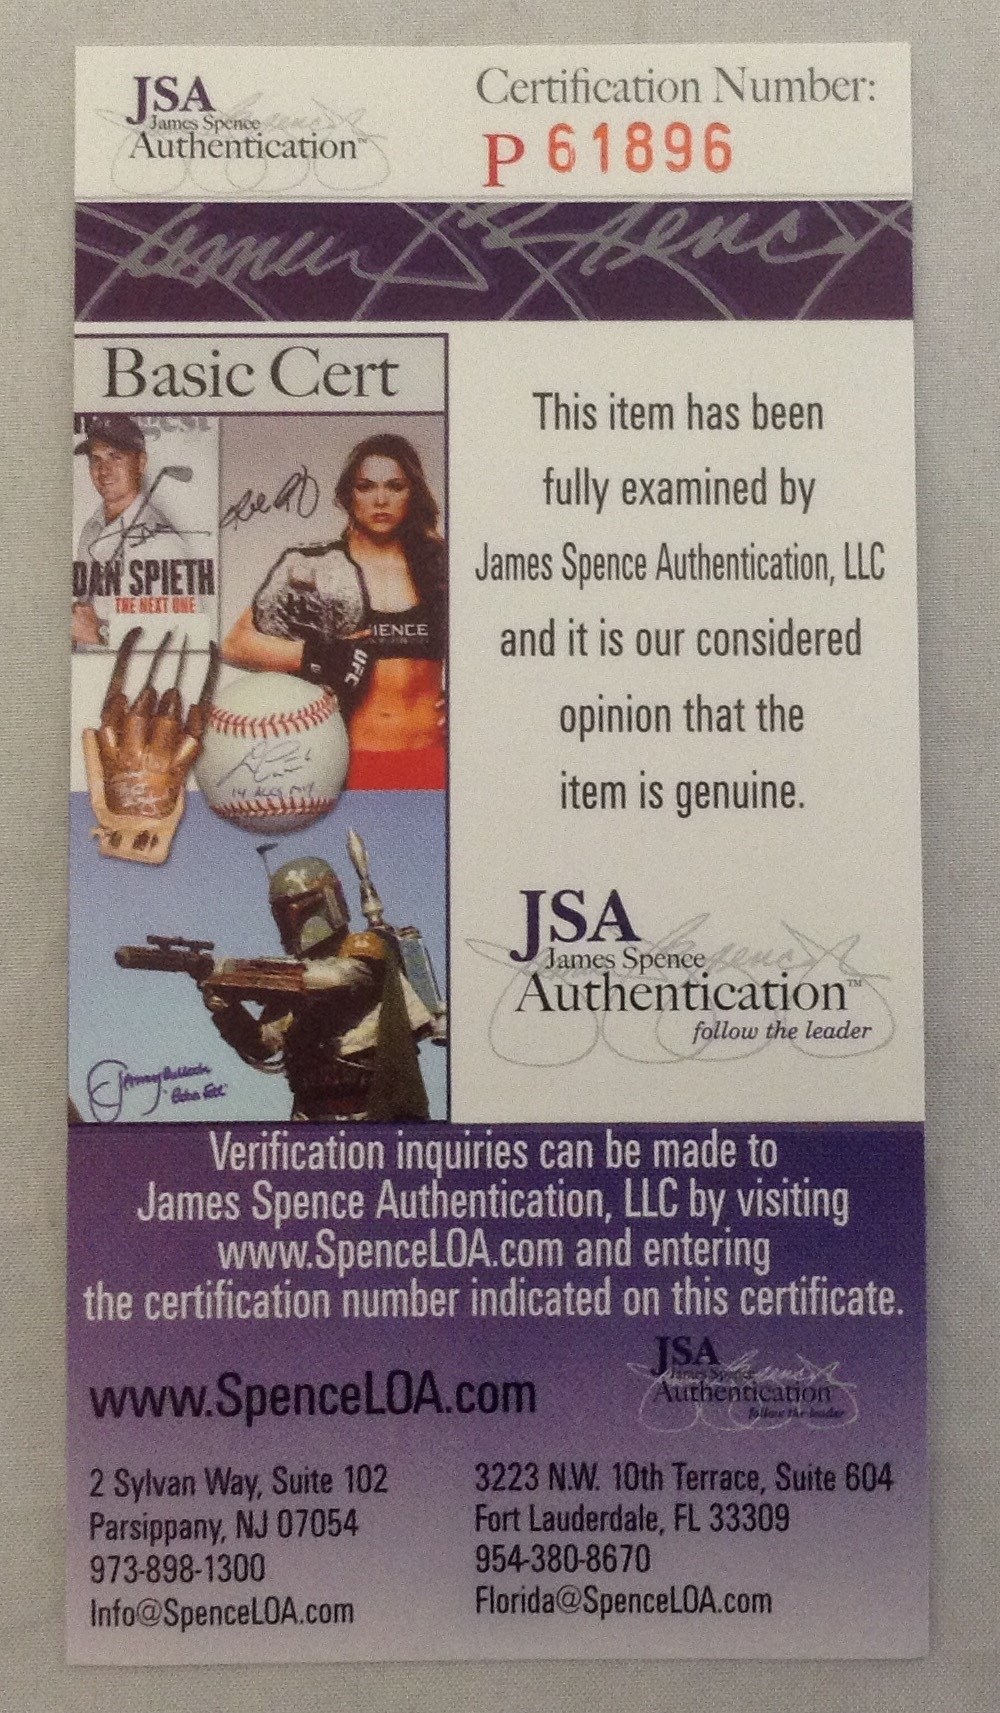 JSA
James Spence
Authentication™
Certification Number:
P 61896
James Spence
Basic Cert
DAN SPIETH
THE NEXT ONE
IENCE
UFC
This item has been
fully examined by
James Spence Authentication, LLC
and it is our considered
opinion that the
item is genuine.
JSA
James Spence
Authentication™
follow the leader
Verification inquiries can be made to
James Spence Authentication, LLC by visiting
www.SpenceLOA.com and entering
the certification number indicated on this certificate.
www.SpenceLOA.com
JSA
James Spence
Authentication
follow the leader
2 Sylvan Way, Suite 102
Parsippany, NJ 07054
973-898-1300
Info@SpenceLOA.com
3223 N.W. 10th Terrace, Suite 604
Fort Lauderdale, FL 33309
954-380-8670
Florida@SpenceLOA.com